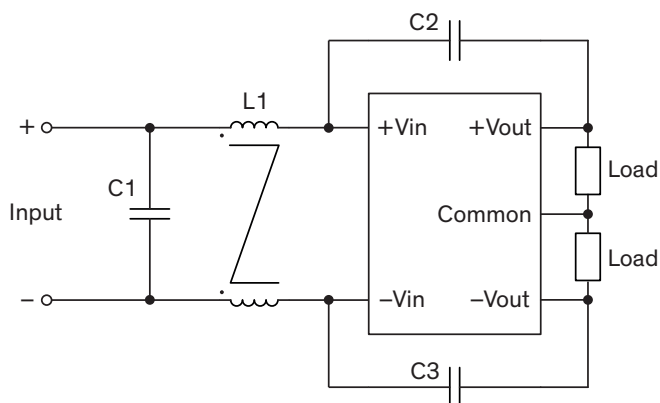 C2
L1
+
+Vin
+Vout
Load
C1
Input
Common
Load
−
−Vin
−Vout
C3